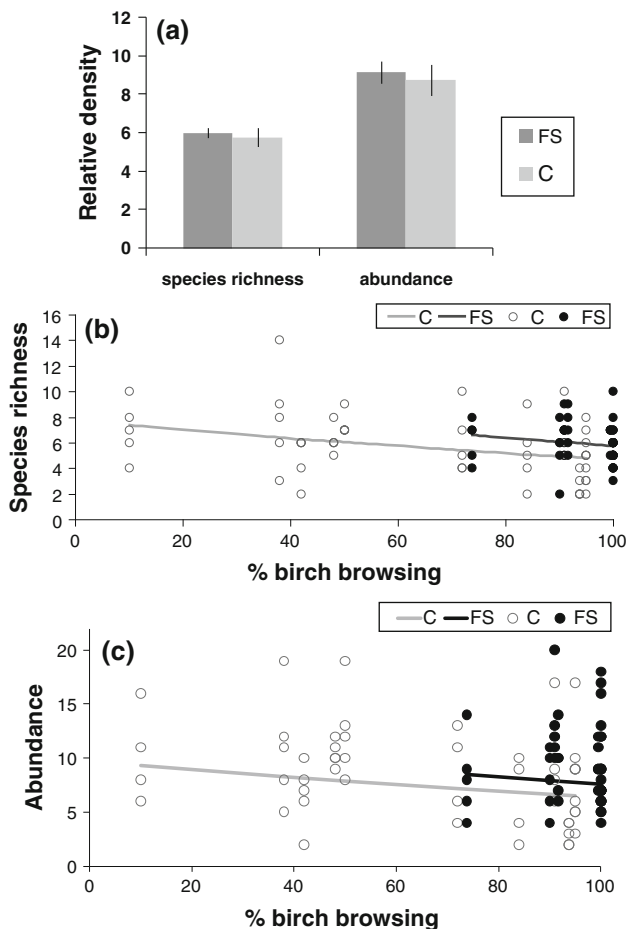 (a)
Relative density
12
10
8
6
4
2
0
species richness
abundance
FS
C
(b)
C FS C FS
Species richness
16
14
12
10
8
6
4
2
0
0 20 40 60 80 100
% birch browsing
(c)
C FS C FS
Abundance
20
15
10
5
0
0 20 40 60 80 100
% birch browsing